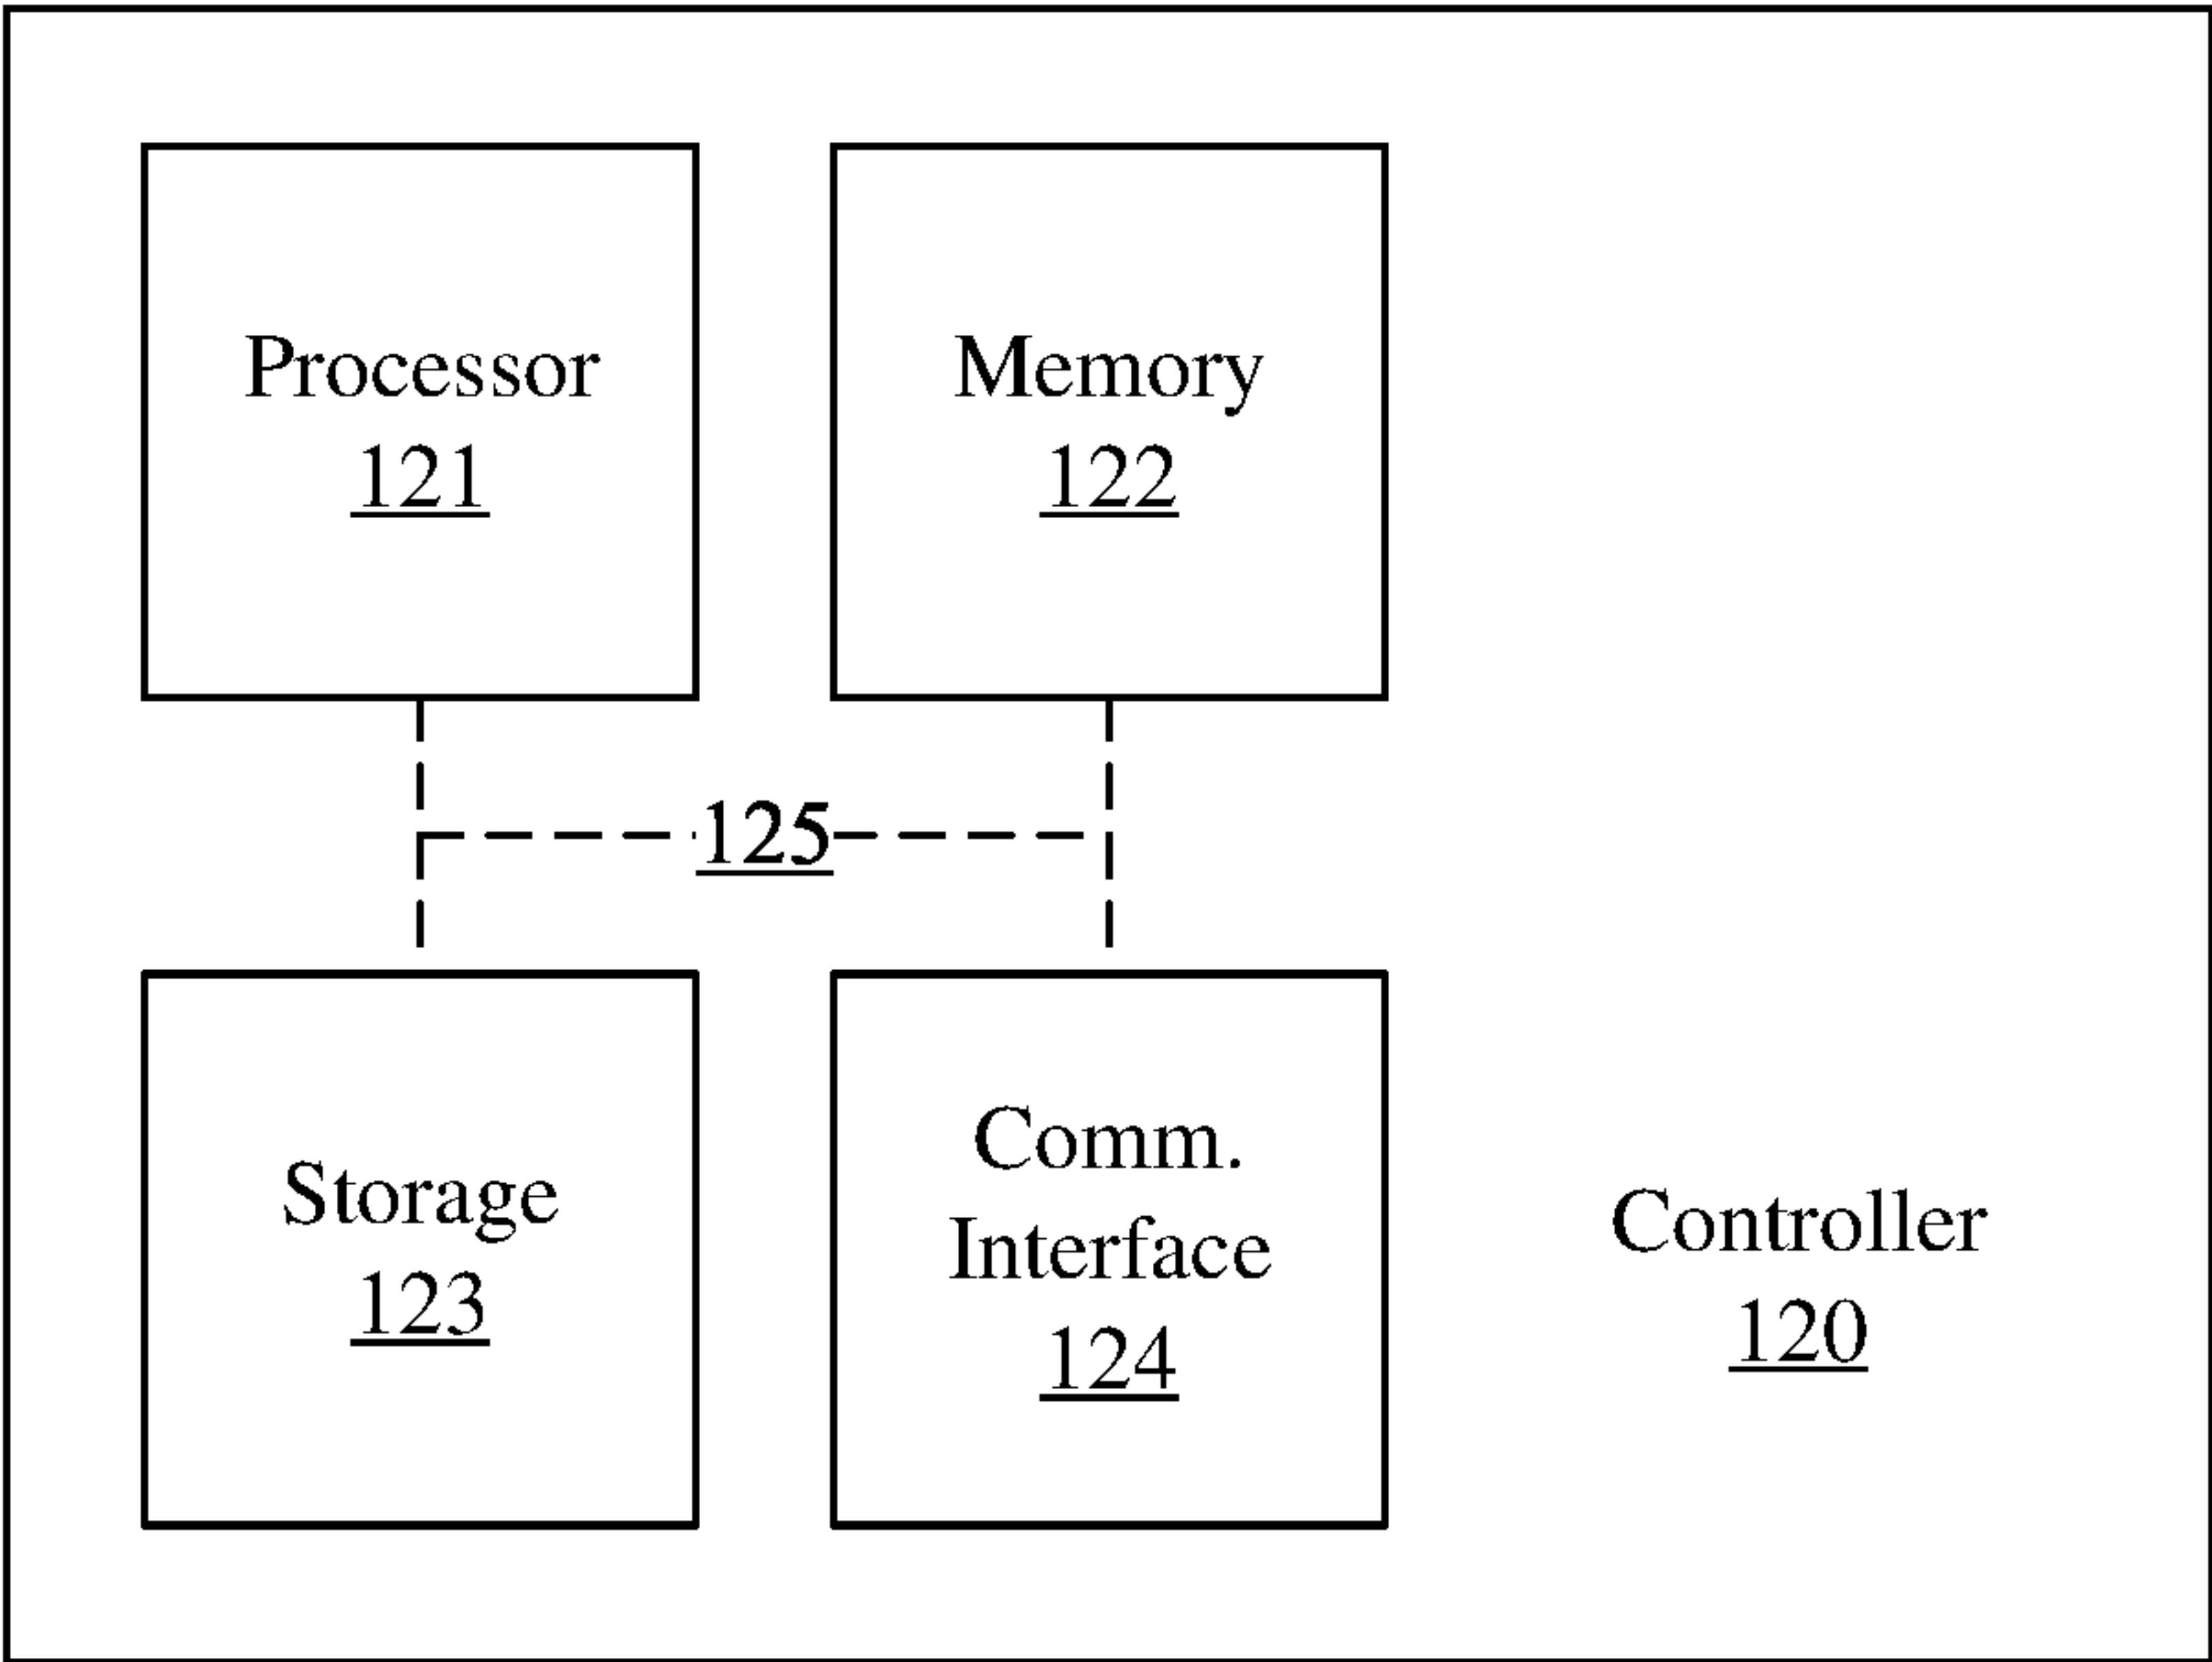 Processor
121
Memory
122
125
Storage
123
Comm.
Interface
124
Controller
120